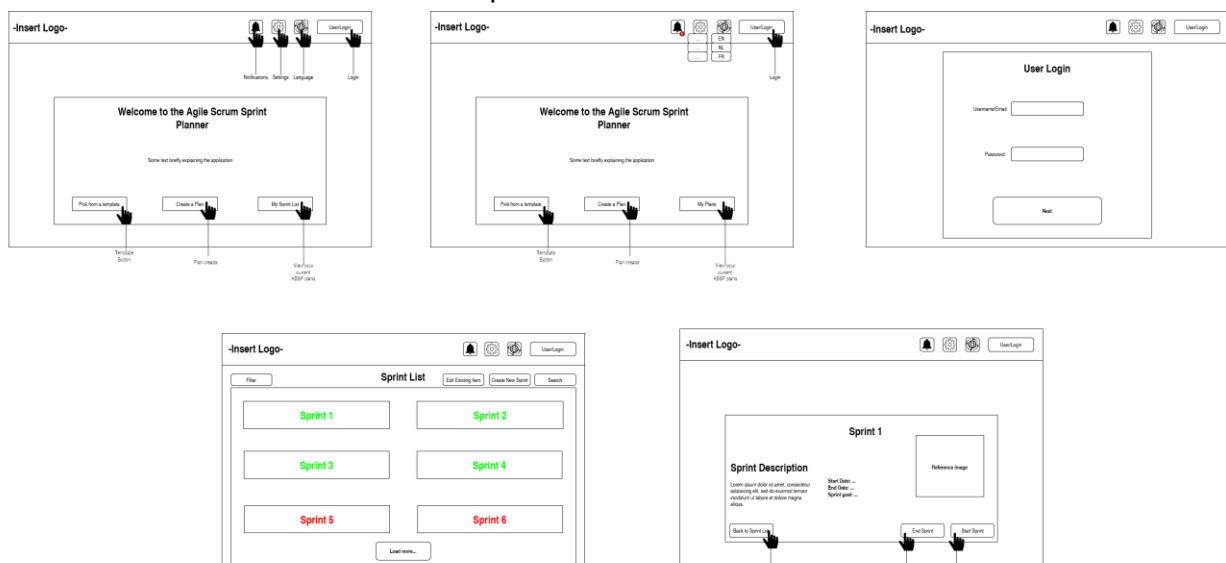 -Insert Logo-
User/Login
Notifications Settings Language Login
Welcome to the Agile Scrum Sprint
Planner
Some text briefly explaining the application
Pick from a template
Create a Plan
My Sprint List
Template
Button
Plan creator
View your
current
ASSP plans
-Insert Logo-
User/Login
... EN
... NL
... FR
Login
Welcome to the Agile Scrum Sprint
Planner
Some text briefly explaining the application
Pick from a template
Create a Plan
My Plans
Template
Button
Plan creator
View your
current
ASSP plans
-Insert Logo-
User/Login
User Login
Username/Email
Password
Next
-Insert Logo-
User/Login
Filter
Sprint List
Edit Existing Item
Create New Sprint
Search
Sprint 1
Sprint 2
Sprint 3
Sprint 4
Sprint 5
Sprint 6
Load more...
-Insert Logo-
User/Login
Sprint 1
Reference image
Sprint Description
Lorem ipsum dolor sit amet, consectetur
adipiscing elit, sed do eiusmod tempor
incididunt ut labore et dolore magna
aliqua.
Start Date: ...
End Date: ...
Sprint goal: ...
Back to Sprint List
End Sprint
Start Sprint